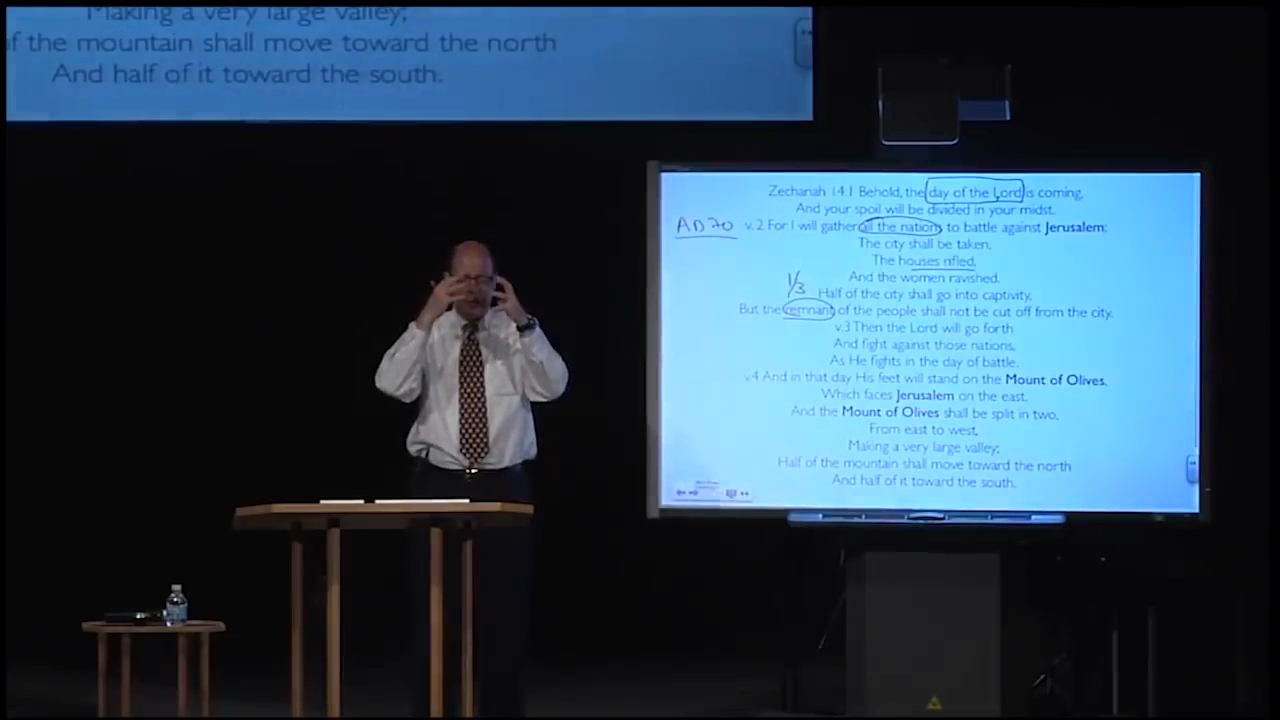 Making a very large valley;
f the mountain shall move toward the north
And half of it toward the south.
Zechariah 14:1 Behold, the day of the Lord is coming,
And your spoil will be divided in your midst.
AD 70 v.2 For I will gather all the nations to battle against Jerusalem;
The city shall be taken,
The houses rifled,
And the women ravished.
1/3
Half of the city shall go into captivity,
But the remnant of the people shall not be cut off from the city.
v.3 Then the Lord will go forth
And fight against those nations,
As He fights in the day of battle.
v.4 And in that day His feet will stand on the Mount of Olives,
Which faces Jerusalem on the east.
And the Mount of Olives shall be split in two,
From east to west,
Making a very large valley;
Half of the mountain shall move toward the north
And half of it toward the south.